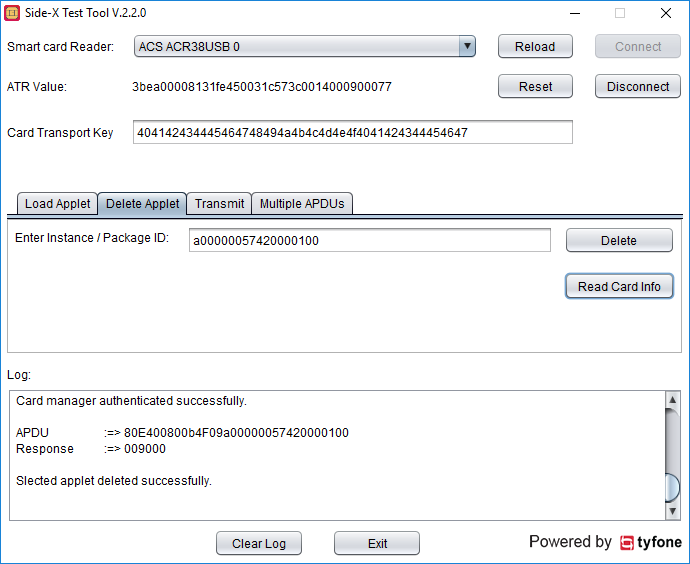 Side-X Test Tool V.2.2.0
Smart card Reader: ACS ACR38USB 0 Reload Connect
ATR Value: 3bea00008131fe450031c573c0014000900077 Reset Disconnect
Card Transport Key 404142434445464748494a4b4c4d4e4f4041424344454647
Load Applet Delete Applet Transmit Multiple APDUs
Enter Instance / Package ID: a00000057420000100 Delete
Read Card Info
Log:
Card manager authenticated successfully.
APDU :=> 80E400800b4F09a00000057420000100
Response :=> 009000
Slected applet deleted successfully.
Clear Log Exit Powered by tyfone